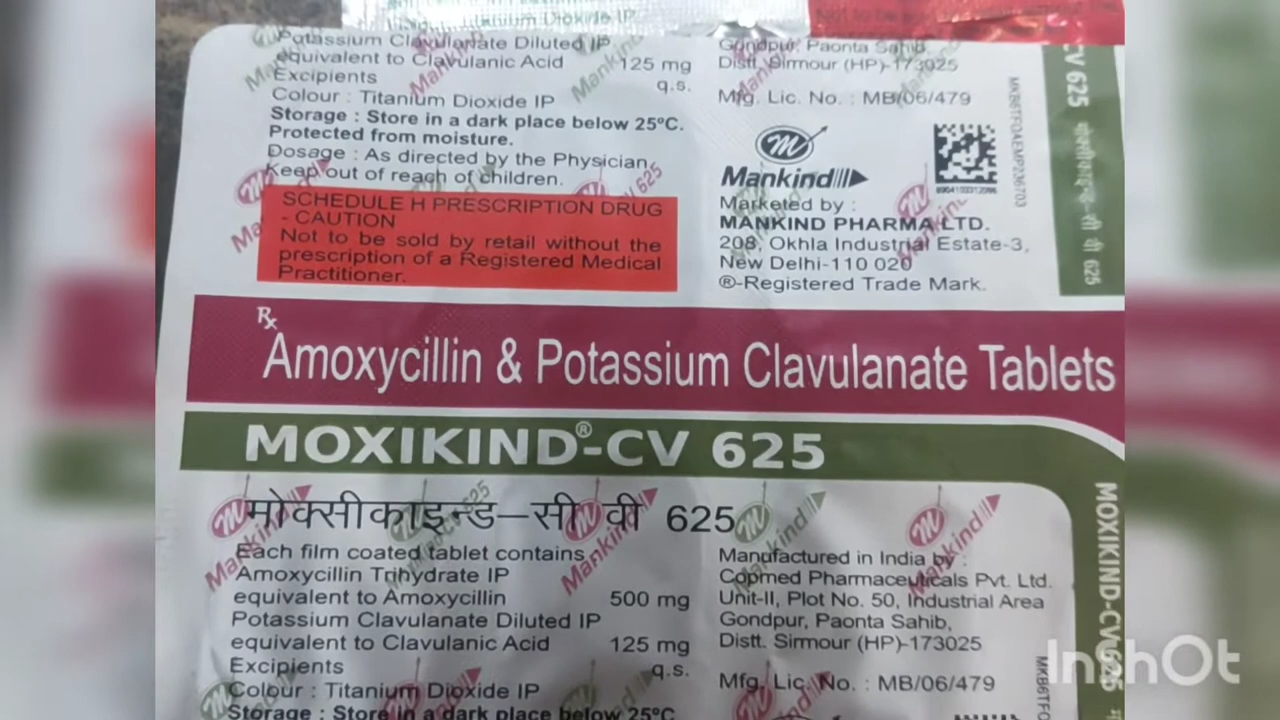 Titanium Dioxide IP
Not to be
Potassium Clavulanate Diluted IP
equivalent to Clavulanic Acid 125 mg
Excipients q.s.
Colour : Titanium Dioxide IP
Storage : Store in a dark place below 25ºC.
Protected from moisture.
Dosage : As directed by the Physician.
Keep out of reach of children.
SCHEDULE H PRESCRIPTION DRUG
- CAUTION
Not to be sold by retail without the
prescription of a Registered Medical
Practitioner.
Gondpur, Paonta Sahib,
Distt. Sirmour (HP)-173025
Mfg. Lic. No. : MB/06/479
Mankind
Marketed by :
MANKIND PHARMA LTD.
208, Okhla Industrial Estate-3,
New Delhi-110 020
®-Registered Trade Mark.
CV 625
सी वी 625
Rx
Amoxycillin & Potassium Clavulanate Tablets
MOXIKIND®-CV 625
मोक्सीकाइन्ड–सी वी 625
Each film coated tablet contains
Amoxycillin Trihydrate IP
equivalent to Amoxycillin 500 mg
Potassium Clavulanate Diluted IP
equivalent to Clavulanic Acid 125 mg
Excipients q.s.
Colour : Titanium Dioxide IP
Storage : Store in a dark place below 25ºC
Manufactured in India by :
Copmed Pharmaceuticals Pvt. Ltd.
Unit-II, Plot No. 50, Industrial Area
Gondpur, Paonta Sahib,
Distt. Sirmour (HP)-173025
Mfg. Lic. No. : MB/06/479
MOXIKIND-CV 625
InShOt